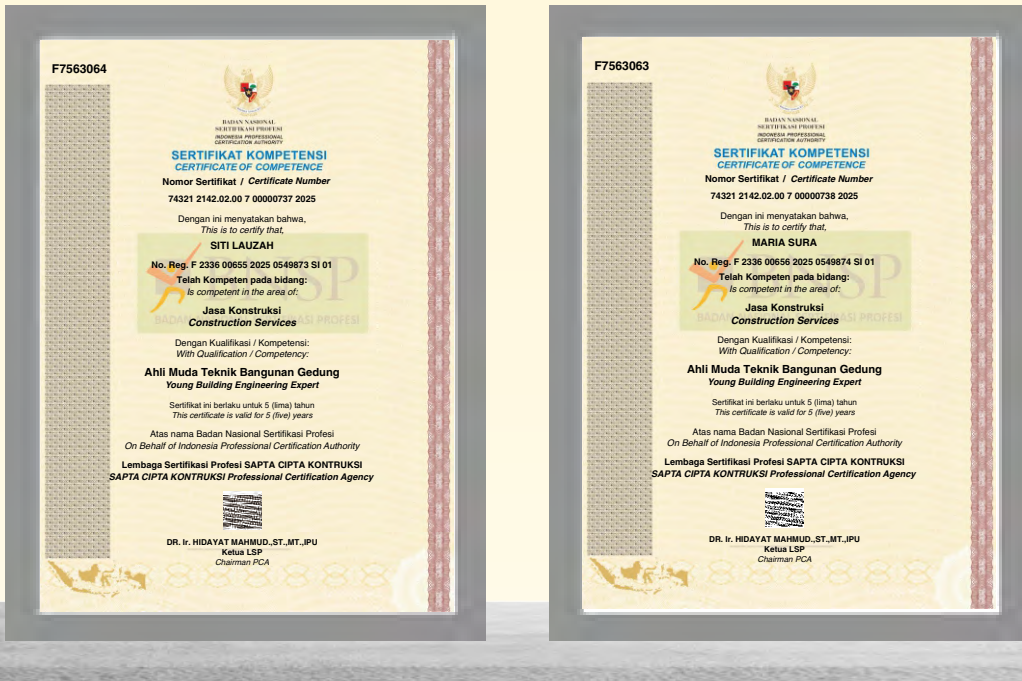 F7563064
BADAN NASIONAL
SERTIFIKASI PROFESI
INDONESIA PROFESSIONAL
CERTIFICATION AUTHORITY
SERTIFIKAT KOMPETENSI
CERTIFICATE OF COMPETENCE
Nomor Sertifikat / Certificate Number
74321 2142.02.00 7 00000737 2025
Dengan ini menyatakan bahwa,
This is to certify that,
SITI LAUZAH
No. Reg. F 2336 00655 2025 0549873 SI 01
Telah Kompeten pada bidang:
Is competent in the area of:
BNSP
Jasa Konstruksi
BADAN NASIONAL SERTIFIKASI PROFESI
Construction Services
Dengan Kualifikasi / Kompetensi:
With Qualification / Competency:
Ahli Muda Teknik Bangunan Gedung
Young Building Engineering Expert
Sertifikat ini berlaku untuk 5 (lima) tahun
This certificate is valid for 5 (five) years
Atas nama Badan Nasional Sertifikasi Profesi
On Behalf of Indonesia Professional Certification Authority
Lembaga Sertifikasi Profesi SAPTA CIPTA KONTRUKSI
SAPTA CIPTA KONTRUKSI Professional Certification Agency
DR. Ir. HIDAYAT MAHMUD.,ST.,MT.,IPU
Ketua LSP
Chairman PCA
F7563063
BADAN NASIONAL
SERTIFIKASI PROFESI
INDONESIA PROFESSIONAL
CERTIFICATION AUTHORITY
SERTIFIKAT KOMPETENSI
CERTIFICATE OF COMPETENCE
Nomor Sertifikat / Certificate Number
74321 2142.02.00 7 00000738 2025
Dengan ini menyatakan bahwa,
This is to certify that,
MARIA SURA
No. Reg. F 2336 00656 2025 0549874 SI 01
Telah Kompeten pada bidang:
Is competent in the area of:
BNSP
Jasa Konstruksi
BADAN NASIONAL SERTIFIKASI PROFESI
Construction Services
Dengan Kualifikasi / Kompetensi:
With Qualification / Competency:
Ahli Muda Teknik Bangunan Gedung
Young Building Engineering Expert
Sertifikat ini berlaku untuk 5 (lima) tahun
This certificate is valid for 5 (five) years
Atas nama Badan Nasional Sertifikasi Profesi
On Behalf of Indonesia Professional Certification Authority
Lembaga Sertifikasi Profesi SAPTA CIPTA KONTRUKSI
SAPTA CIPTA KONTRUKSI Professional Certification Agency
DR. Ir. HIDAYAT MAHMUD.,ST.,MT.,IPU
Ketua LSP
Chairman PCA